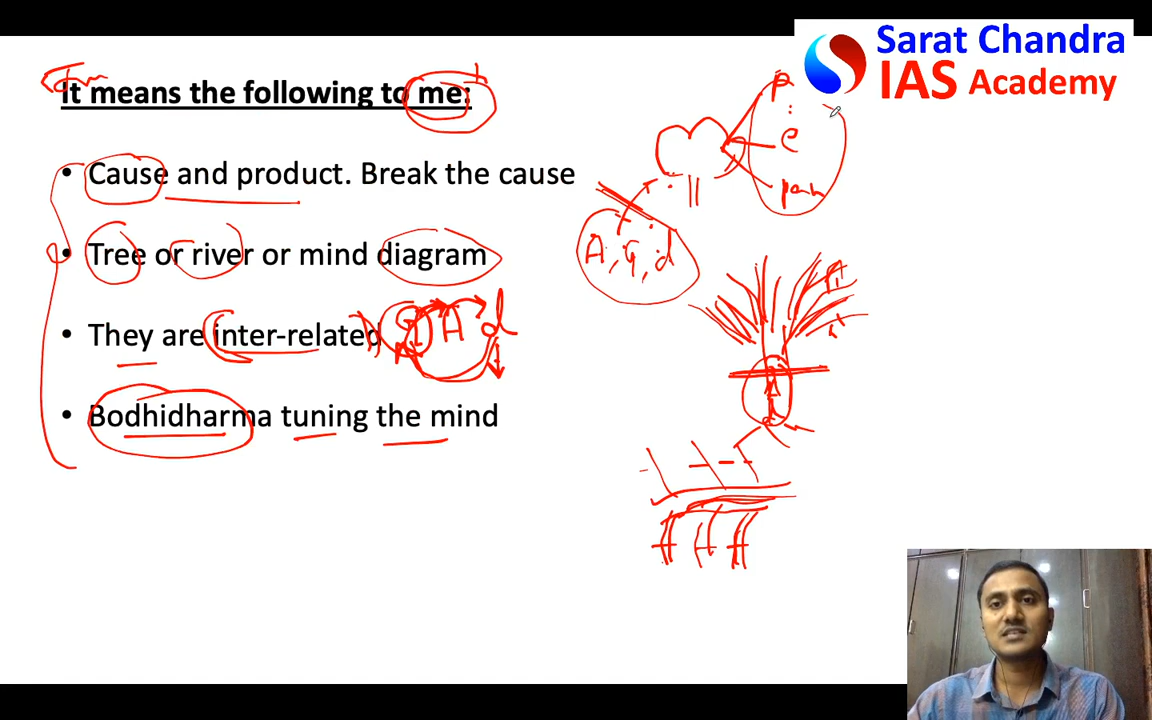 Sarat Chandra
IAS Academy
It means the following to me:
• Cause and product. Break the cause
• Tree or river or mind diagram
• They are inter-related
• Bodhidharma tuning the mind
A, G, d